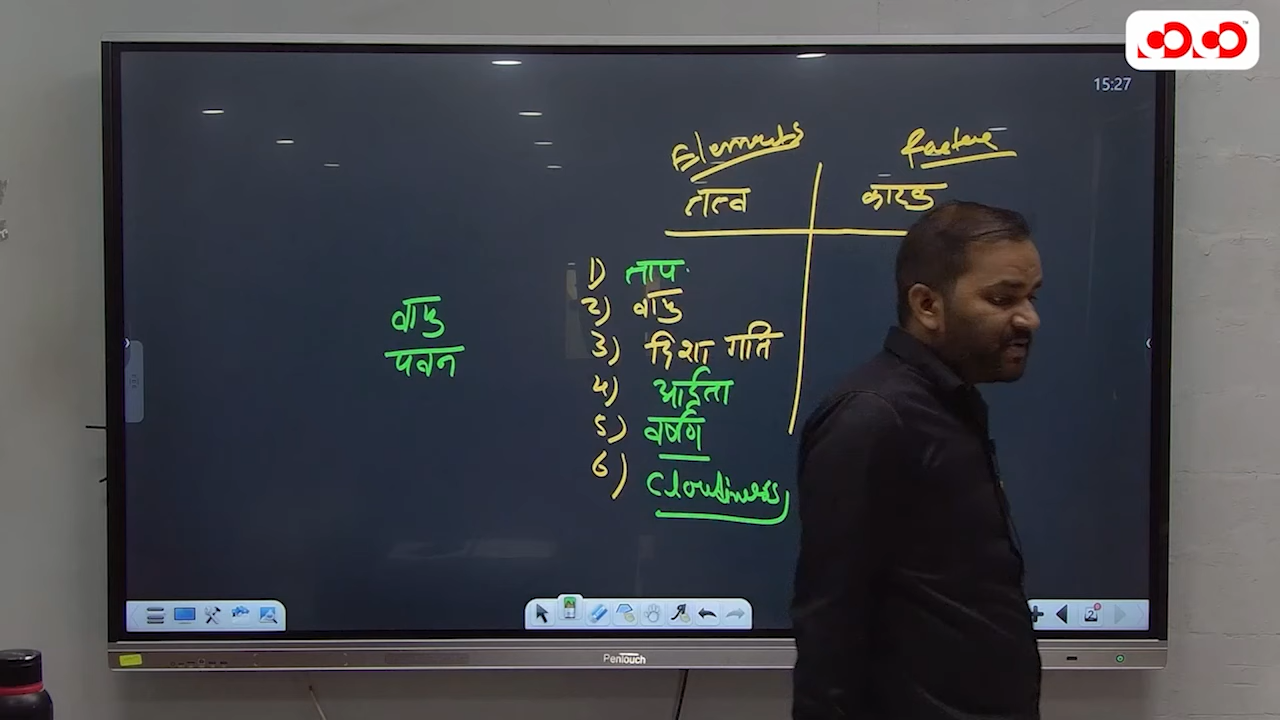 15:27
Elements factors
तत्व कारक
1) ताप
2) वायु
3) दिशा गति
4) आर्द्रता
5) वर्षा
6) Cloudiness
वायु
पवन
2
Pentouch